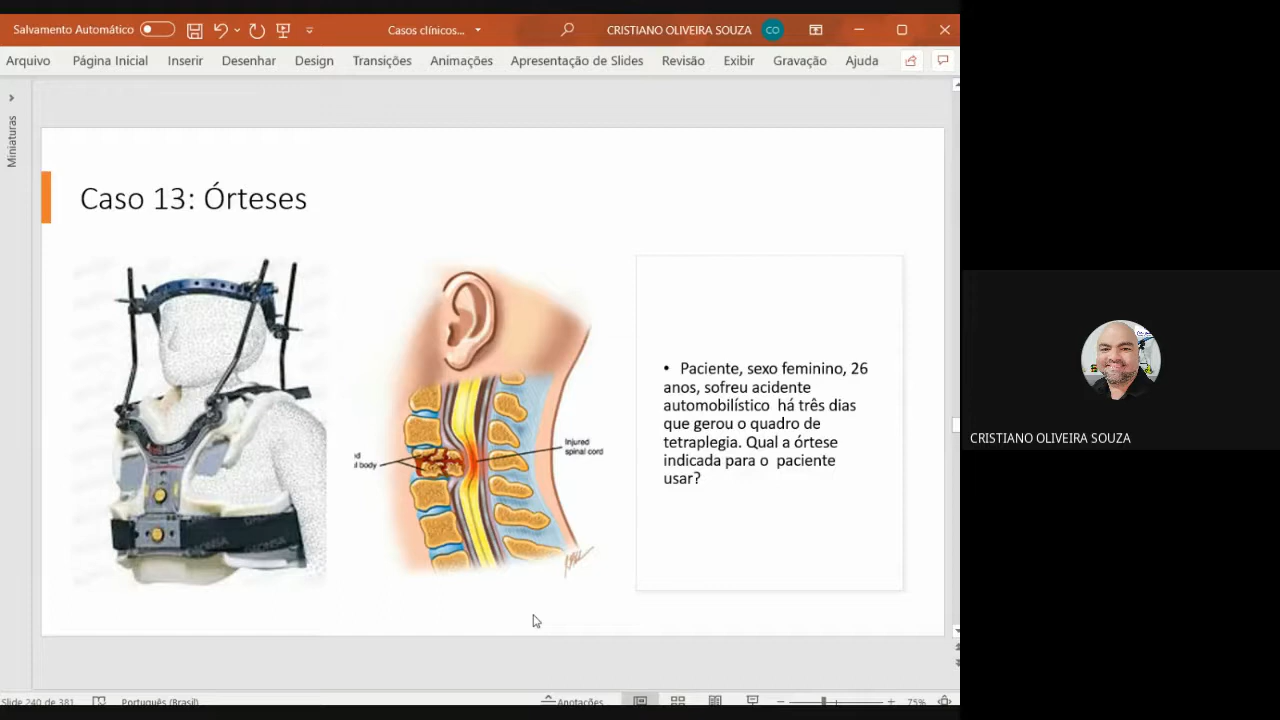 Salvamento Automático
Casos clínicos...
CRISTIANO OLIVEIRA SOUZA
CO
Arquivo Página Inicial Inserir Desenhar Design Transições Animações Apresentação de Slides Revisão Exibir Gravação Ajuda
Miniaturas
Caso 13: Órteses
• Paciente, sexo feminino, 26
anos, sofreu acidente
automobilístico há três dias
que gerou o quadro de
tetraplegia. Qual a órtese
indicada para o paciente
usar?
Injured
spinal cord
body
CRISTIANO OLIVEIRA SOUZA
Slide 240 de 381
Português (Brasil)
Anotações
75%